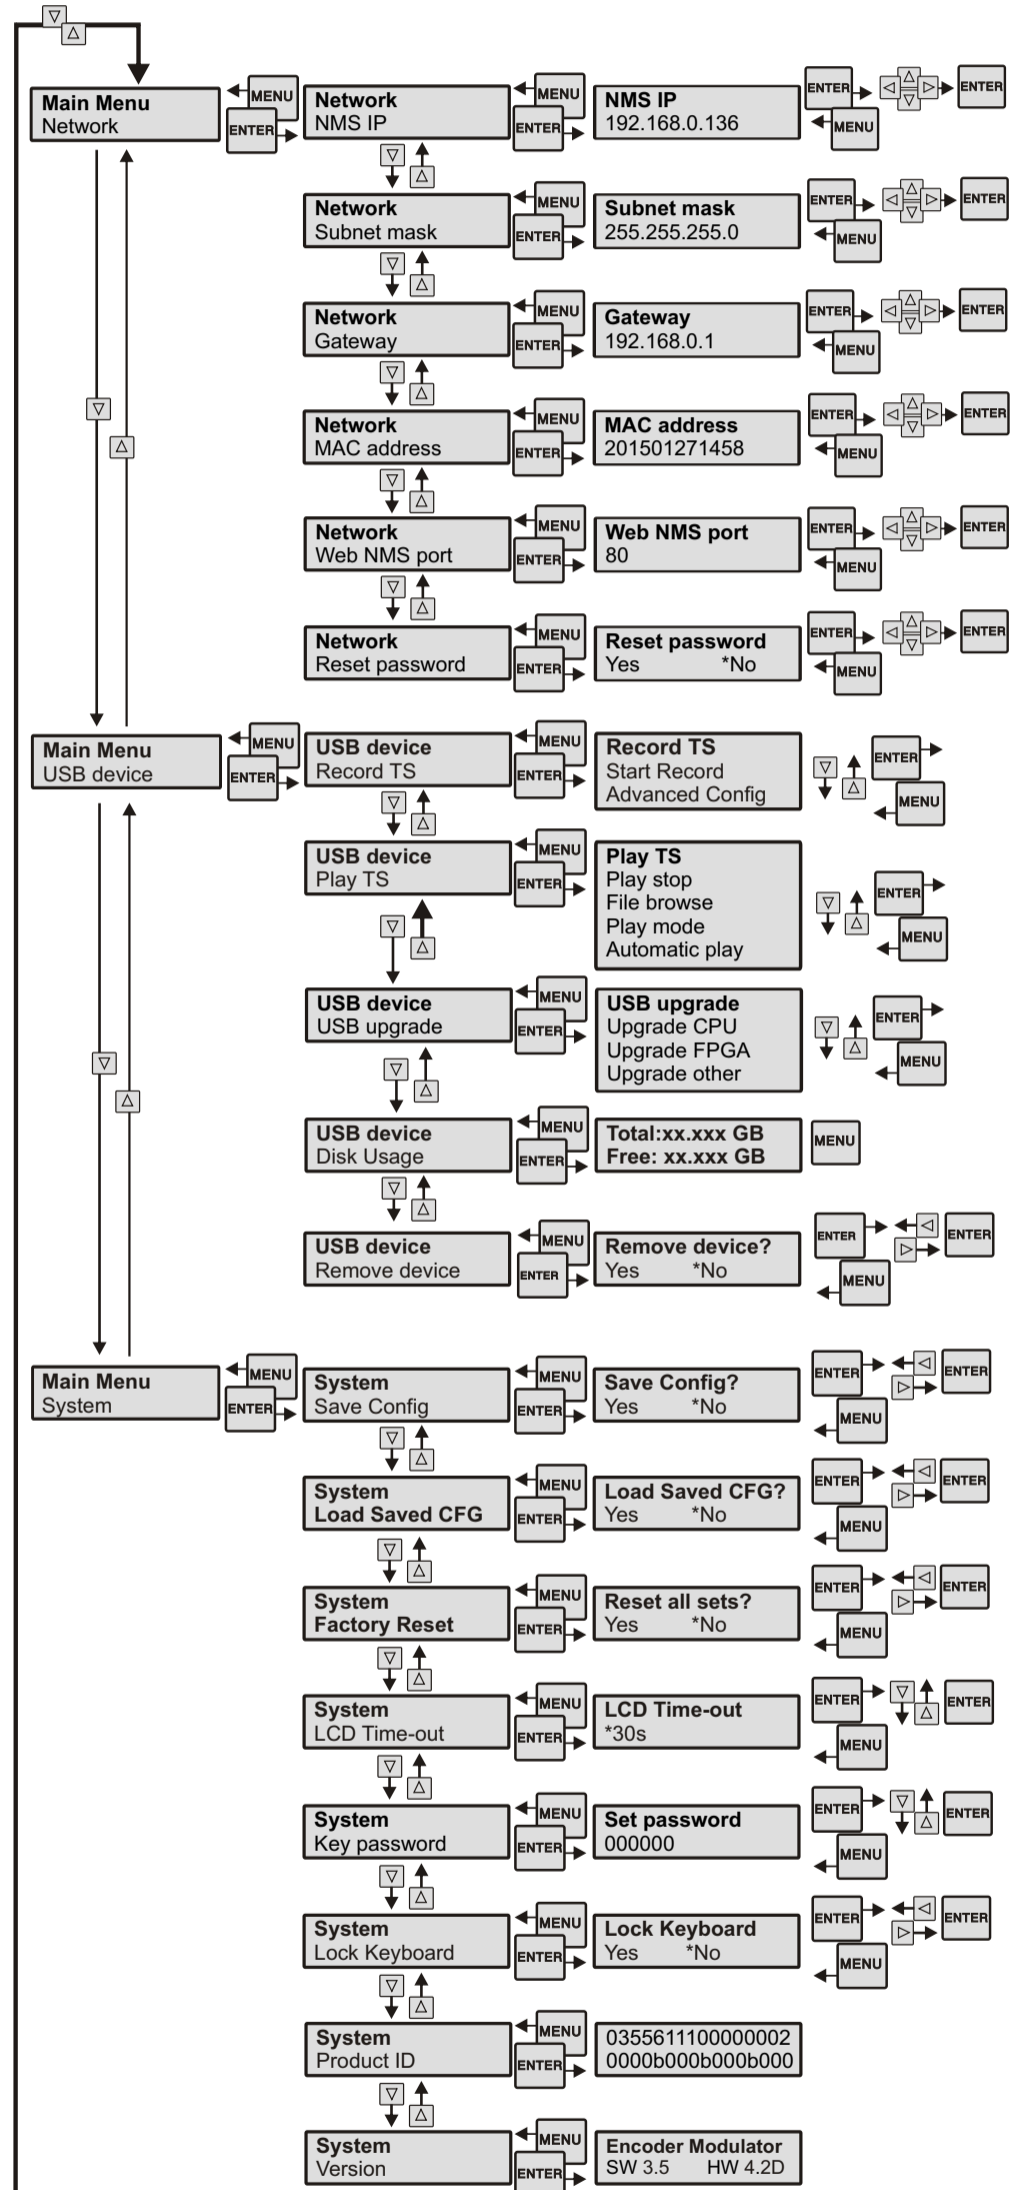 Main Menu
Network
MENU
ENTER
Network
NMS IP
MENU
ENTER
NMS IP
192.168.0.136
ENTER
MENU
ENTER
Network
Subnet mask
MENU
ENTER
Subnet mask
255.255.255.0
ENTER
MENU
ENTER
Network
Gateway
MENU
ENTER
Gateway
192.168.0.1
ENTER
MENU
ENTER
Network
MAC address
MENU
ENTER
MAC address
201501271458
ENTER
MENU
ENTER
Network
Web NMS port
MENU
ENTER
Web NMS port
80
ENTER
MENU
ENTER
Network
Reset password
MENU
ENTER
Reset password
Yes *No
ENTER
MENU
ENTER
Main Menu
USB device
MENU
ENTER
USB device
Record TS
MENU
ENTER
Record TS
Start Record
Advanced Config
ENTER
MENU
USB device
Play TS
MENU
ENTER
Play TS
Play stop
File browse
Play mode
Automatic play
ENTER
MENU
USB device
USB upgrade
MENU
ENTER
USB upgrade
Upgrade CPU
Upgrade FPGA
Upgrade other
ENTER
MENU
USB device
Disk Usage
MENU
ENTER
Total:xx.xxx GB
Free: xx.xxx GB
MENU
USB device
Remove device
MENU
ENTER
Remove device?
Yes *No
ENTER
MENU
ENTER
Main Menu
System
MENU
ENTER
System
Save Config
MENU
ENTER
Save Config?
Yes *No
ENTER
MENU
ENTER
System
Load Saved CFG
MENU
ENTER
Load Saved CFG?
Yes *No
ENTER
MENU
ENTER
System
Factory Reset
MENU
ENTER
Reset all sets?
Yes *No
ENTER
MENU
ENTER
System
LCD Time-out
MENU
ENTER
LCD Time-out
*30s
ENTER
MENU
ENTER
System
Key password
MENU
ENTER
Set password
000000
ENTER
MENU
ENTER
System
Lock Keyboard
MENU
ENTER
Lock Keyboard
Yes *No
ENTER
MENU
ENTER
System
Product ID
MENU
ENTER
0355611100000002
0000b000b000b000
System
Version
MENU
ENTER
Encoder Modulator
SW 3.5 HW 4.2D